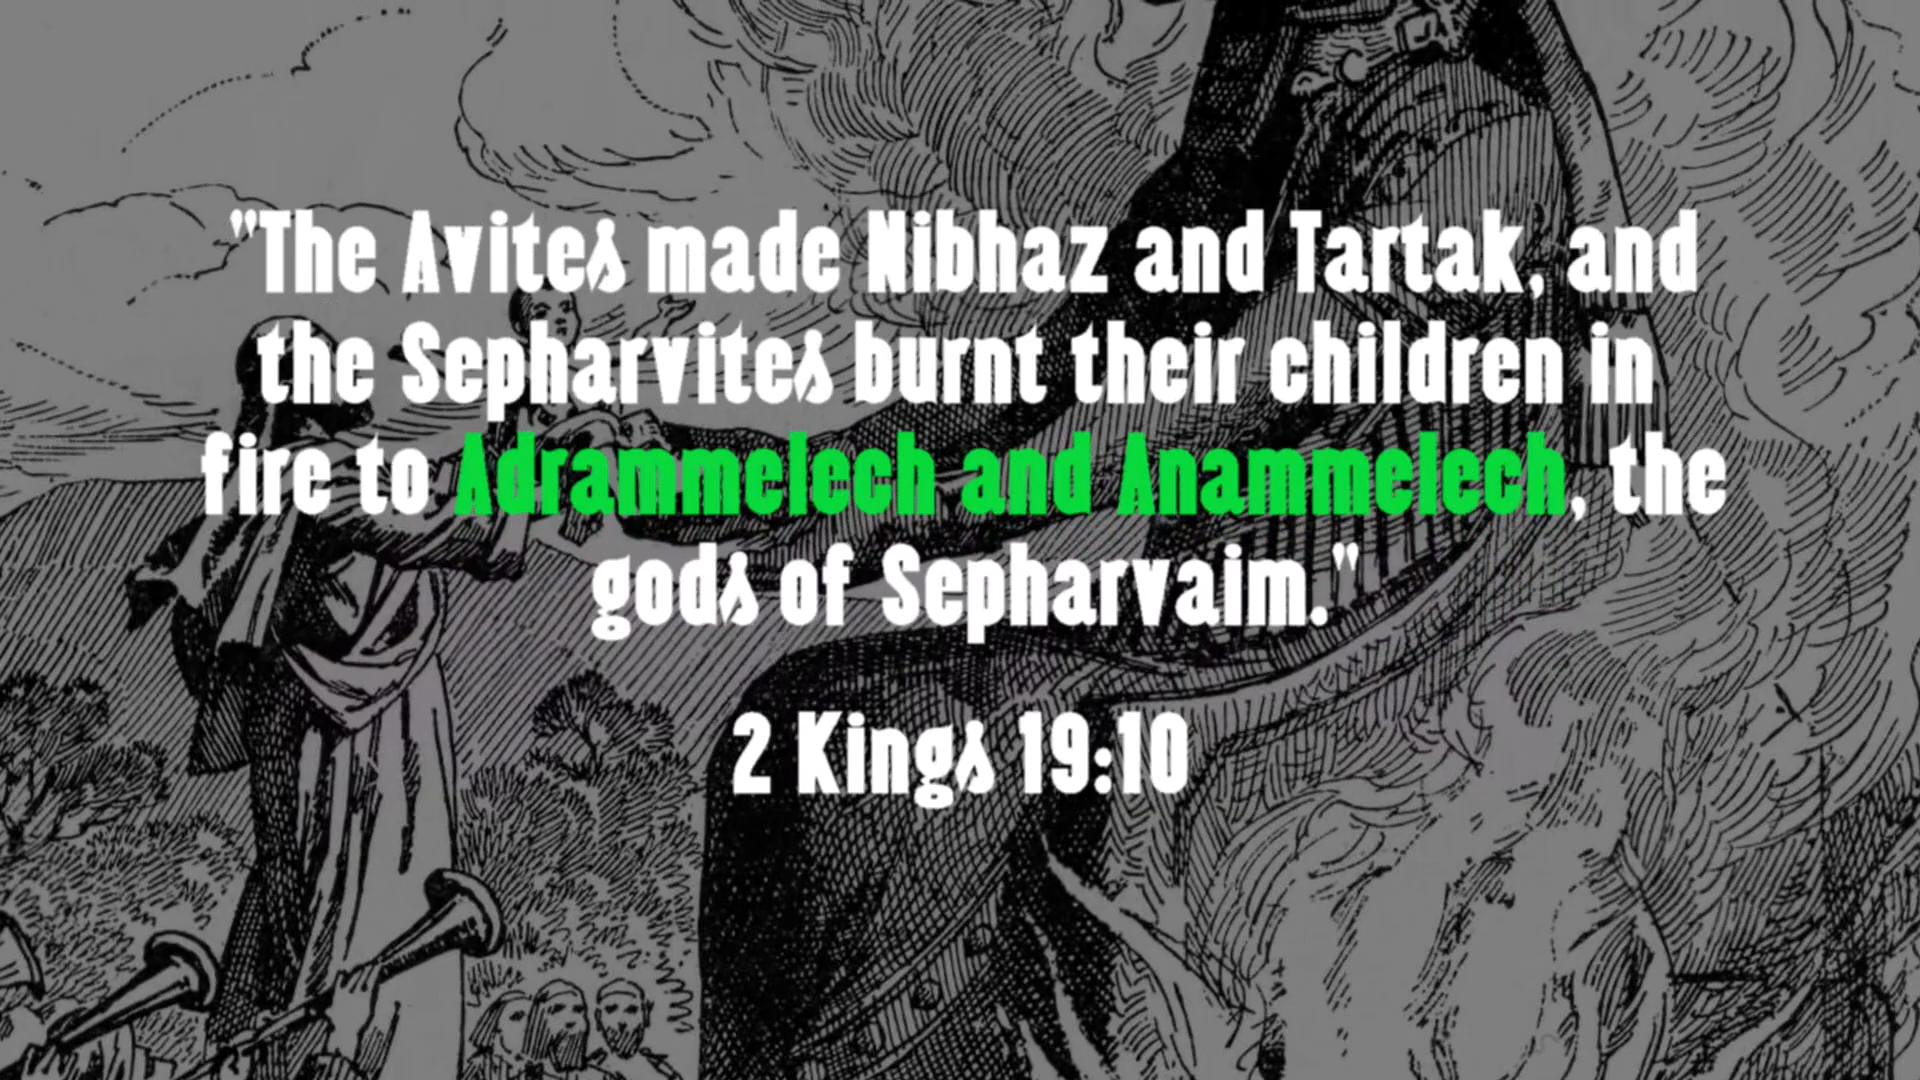 "The Avites made Nibhaz and Tartak, and
the Sepharvites burnt their children in
fire to Adrammelech and Anammelech, the
gods of Sepharvaim."
2 Kings 19:10